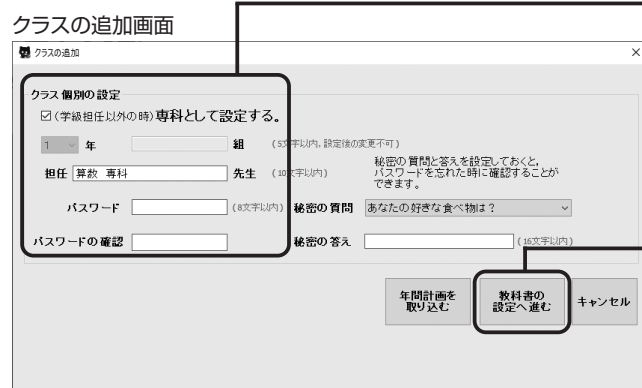 クラスの追加画面
クラスの追加
×
クラス個別の設定
☑(学級担任以外の時)専科として設定する。
1 年 組 (5文字以内,設定後の変更不可)
担任 算数 専科 先生 (10文字以内)
秘密の質問と答えを設定しておくと,
パスワードを忘れた時に確認することが
できます。
パスワード (8文字以内) 秘密の質問 あなたの好きな食べ物は?
パスワードの確認 秘密の答え (16文字以内)
年間計画を
取り込む
教科書の
設定へ進む
キャンセル